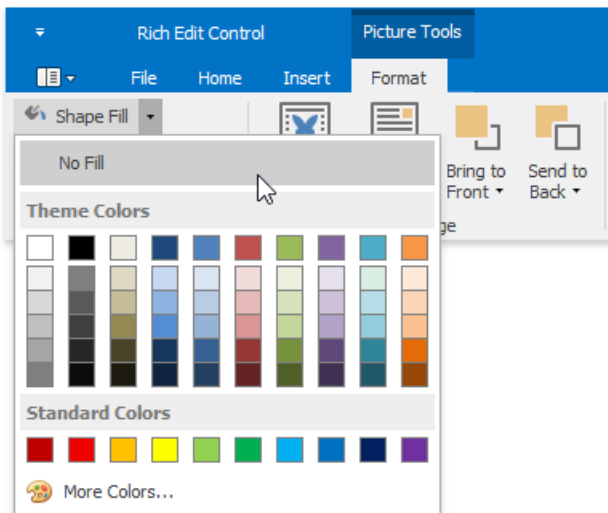 Rich Edit Control
Picture Tools
File Home Insert Format
Shape Fill
No Fill
Bring to
Front
Send to
Back
Theme Colors
Standard Colors
More Colors...